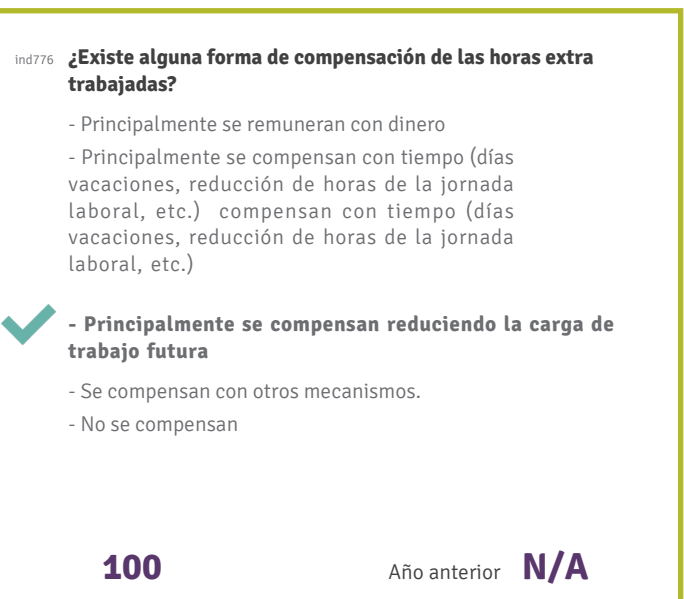 ind776 ¿Existe alguna forma de compensación de las horas extra
trabajadas?
- Principalmente se remuneran con dinero
- Principalmente se compensan con tiempo (días
vacaciones, reducción de horas de la jornada
laboral, etc.) compensan con tiempo (días
vacaciones, reducción de horas de la jornada
laboral, etc.)
- Principalmente se compensan reduciendo la carga de
trabajo futura
- Se compensan con otros mecanismos.
- No se compensan
100 Año anterior N/A